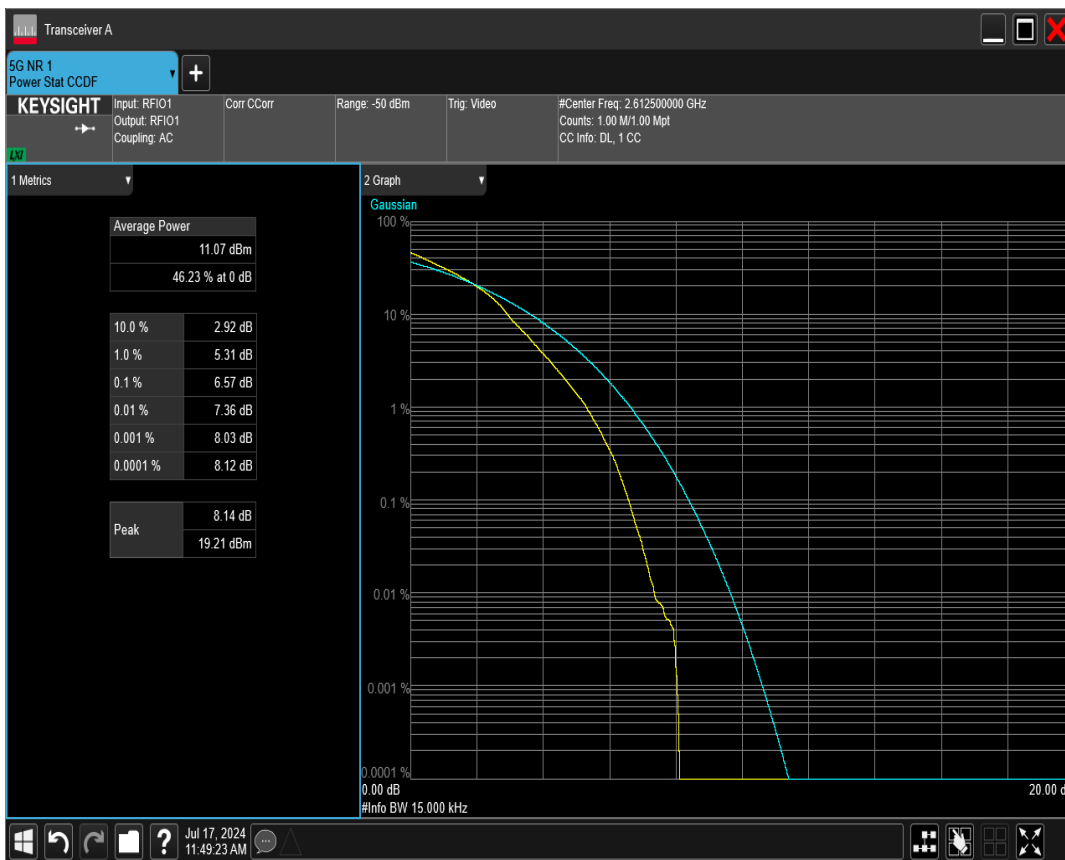 Transceiver A
5G NR 1
Power Stat CCDF
+
KEYSIGHT
LXI
Input: RFIO1
Output: RFIO1
Coupling: AC
Corr CCorr
Range: -50 dBm
Trig: Video
#Center Freq: 2.612500000 GHz
Counts: 1.00 M/1.00 Mpt
CC Info: DL, 1 CC
1 Metrics
Average Power
11.07 dBm
46.23 % at 0 dB
10.0 % 2.92 dB
1.0 % 5.31 dB
0.1 % 6.57 dB
0.01 % 7.36 dB
0.001 % 8.03 dB
0.0001 % 8.12 dB
Peak
8.14 dB
19.21 dBm
2 Graph
Gaussian
100 %
10 %
1 %
0.1 %
0.01 %
0.001 %
0.0001 %
0.00 dB
20.00 d
#Info BW 15.000 kHz
?
Jul 17, 2024
11:49:23 AM